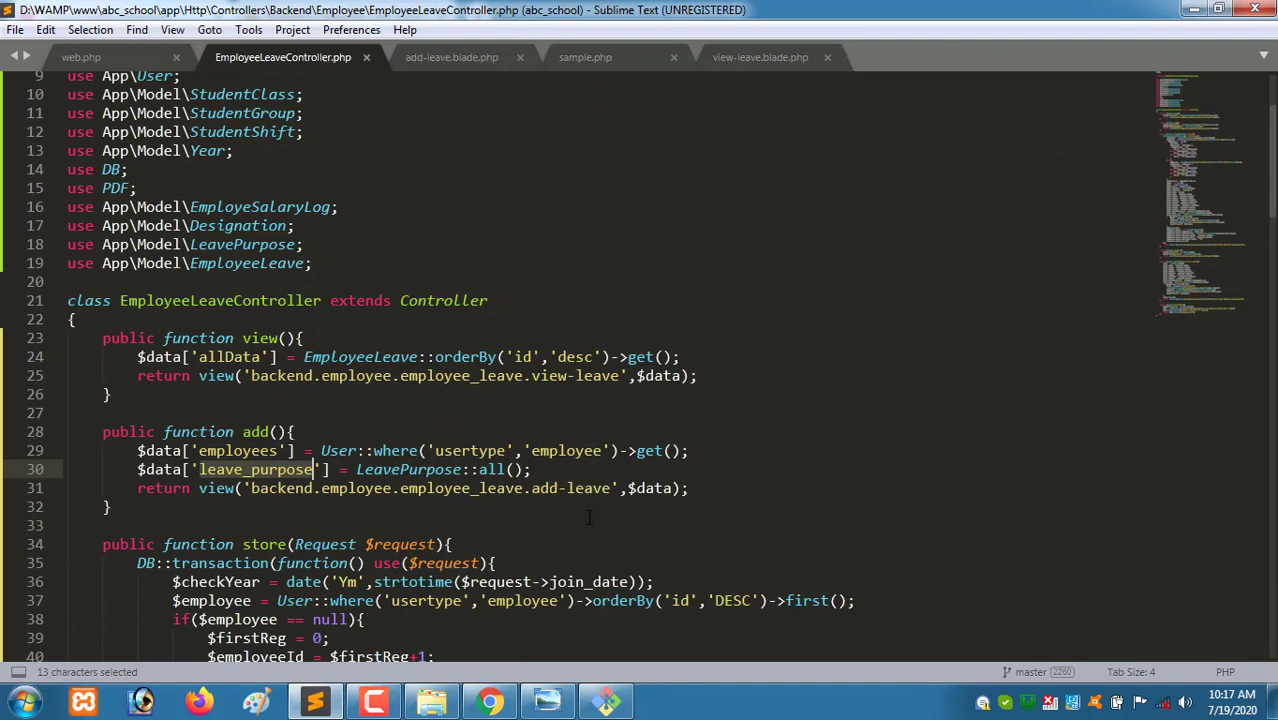 D:\WAMP\www\abc_school\app\Http\Controllers\Backend\Employee\EmployeeLeaveController.php (abc_school) - Sublime Text (UNREGISTERED)
File Edit Selection Find View Goto Tools Project Preferences Help
web.php EmployeeLeaveController.php add-leave.blade.php sample.php view-leave.blade.php
9 use App\User;
10 use App\Model\StudentClass;
11 use App\Model\StudentGroup;
12 use App\Model\StudentShift;
13 use App\Model\Year;
14 use DB;
15 use PDF;
16 use App\Model\EmployeSalaryLog;
17 use App\Model\Designation;
18 use App\Model\LeavePurpose;
19 use App\Model\EmployeeLeave;
20
21 class EmployeeLeaveController extends Controller
22 {
23 public function view(){
24 $data['allData'] = EmployeeLeave::orderBy('id','desc')->get();
25 return view('backend.employee.employee_leave.view-leave',$data);
26 }
27
28 public function add(){
29 $data['employees'] = User::where('usertype','employee')->get();
30 $data['leave_purpose'] = LeavePurpose::all();
31 return view('backend.employee.employee_leave.add-leave',$data);
32 }
33
34 public function store(Request $request){
35 DB::transaction(function() use($request){
36 $checkYear = date('Ym',strtotime($request->join_date));
37 $employee = User::where('usertype','employee')->orderBy('id','DESC')->first();
38 if($employee == null){
39 $firstReg = 0;
40 $employeeId = $firstReg+1;
13 characters selected master 2260 Tab Size: 4 PHP
10:17 AM
7/19/2020